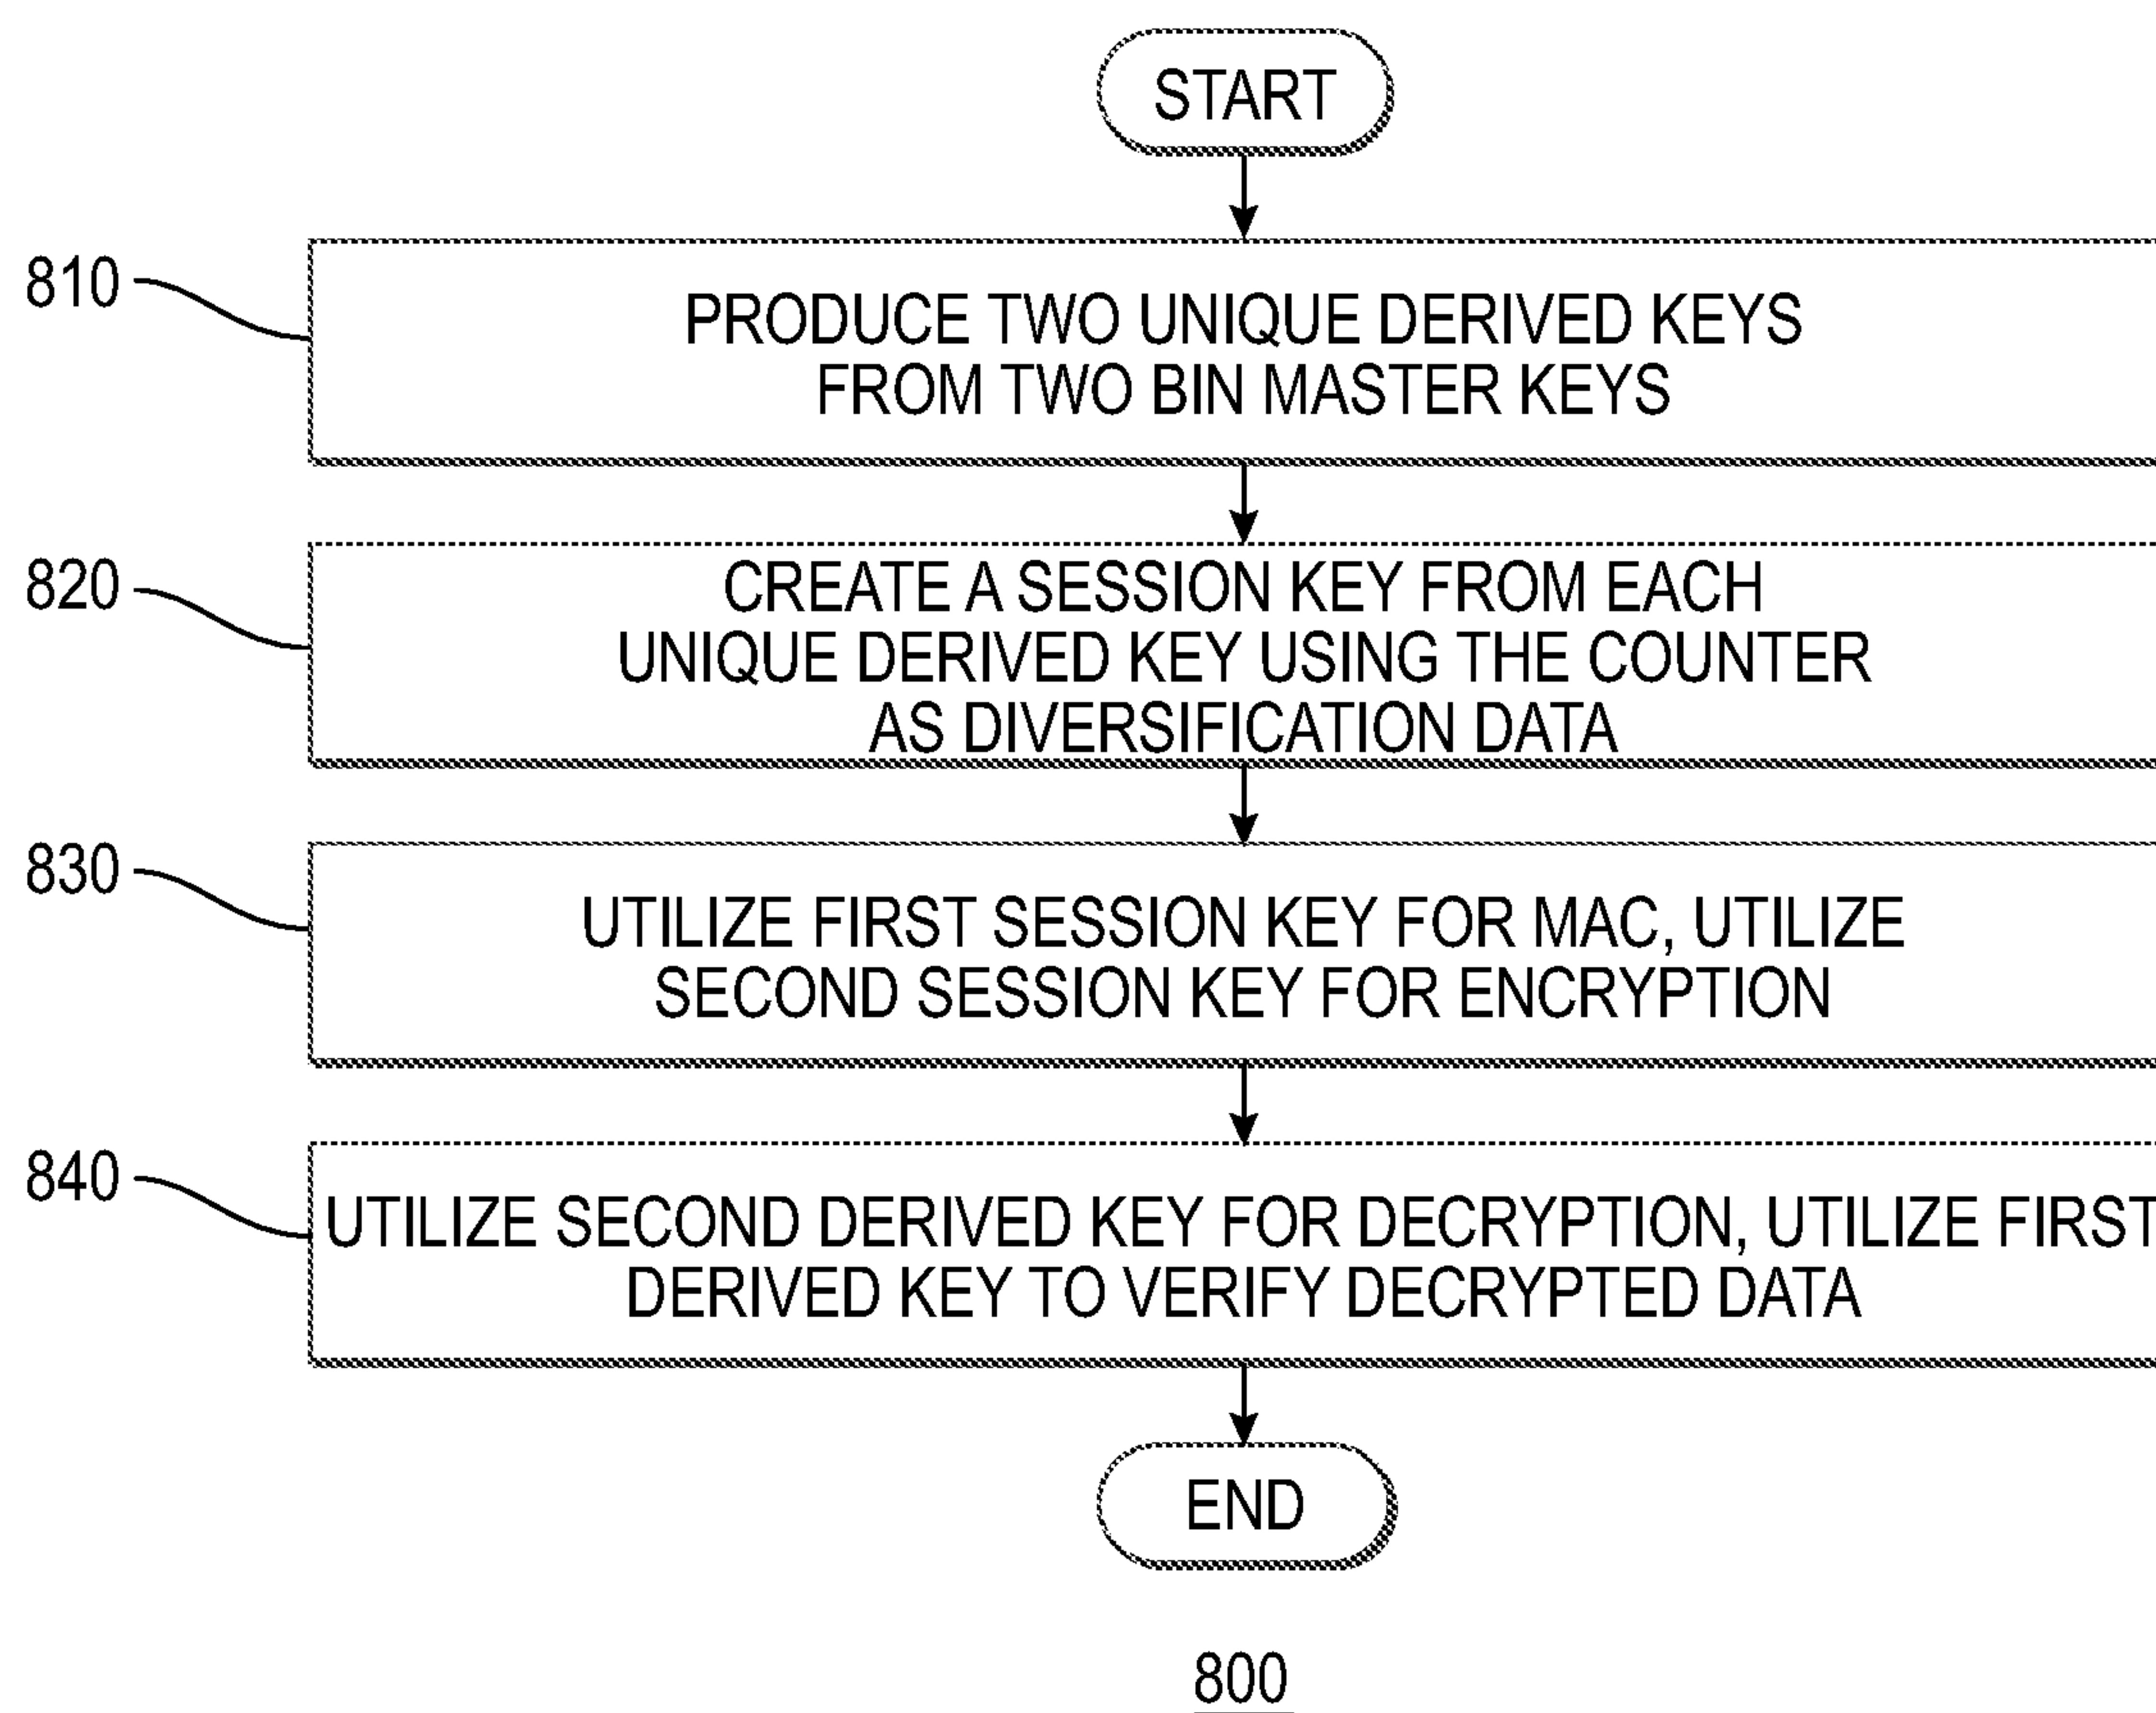 START
810
PRODUCE TWO UNIQUE DERIVED KEYS
FROM TWO BIN MASTER KEYS
820
CREATE A SESSION KEY FROM EACH
UNIQUE DERIVED KEY USING THE COUNTER
AS DIVERSIFICATION DATA
830
UTILIZE FIRST SESSION KEY FOR MAC, UTILIZE
SECOND SESSION KEY FOR ENCRYPTION
840
UTILIZE SECOND DERIVED KEY FOR DECRYPTION, UTILIZE FIRST
DERIVED KEY TO VERIFY DECRYPTED DATA
END
800